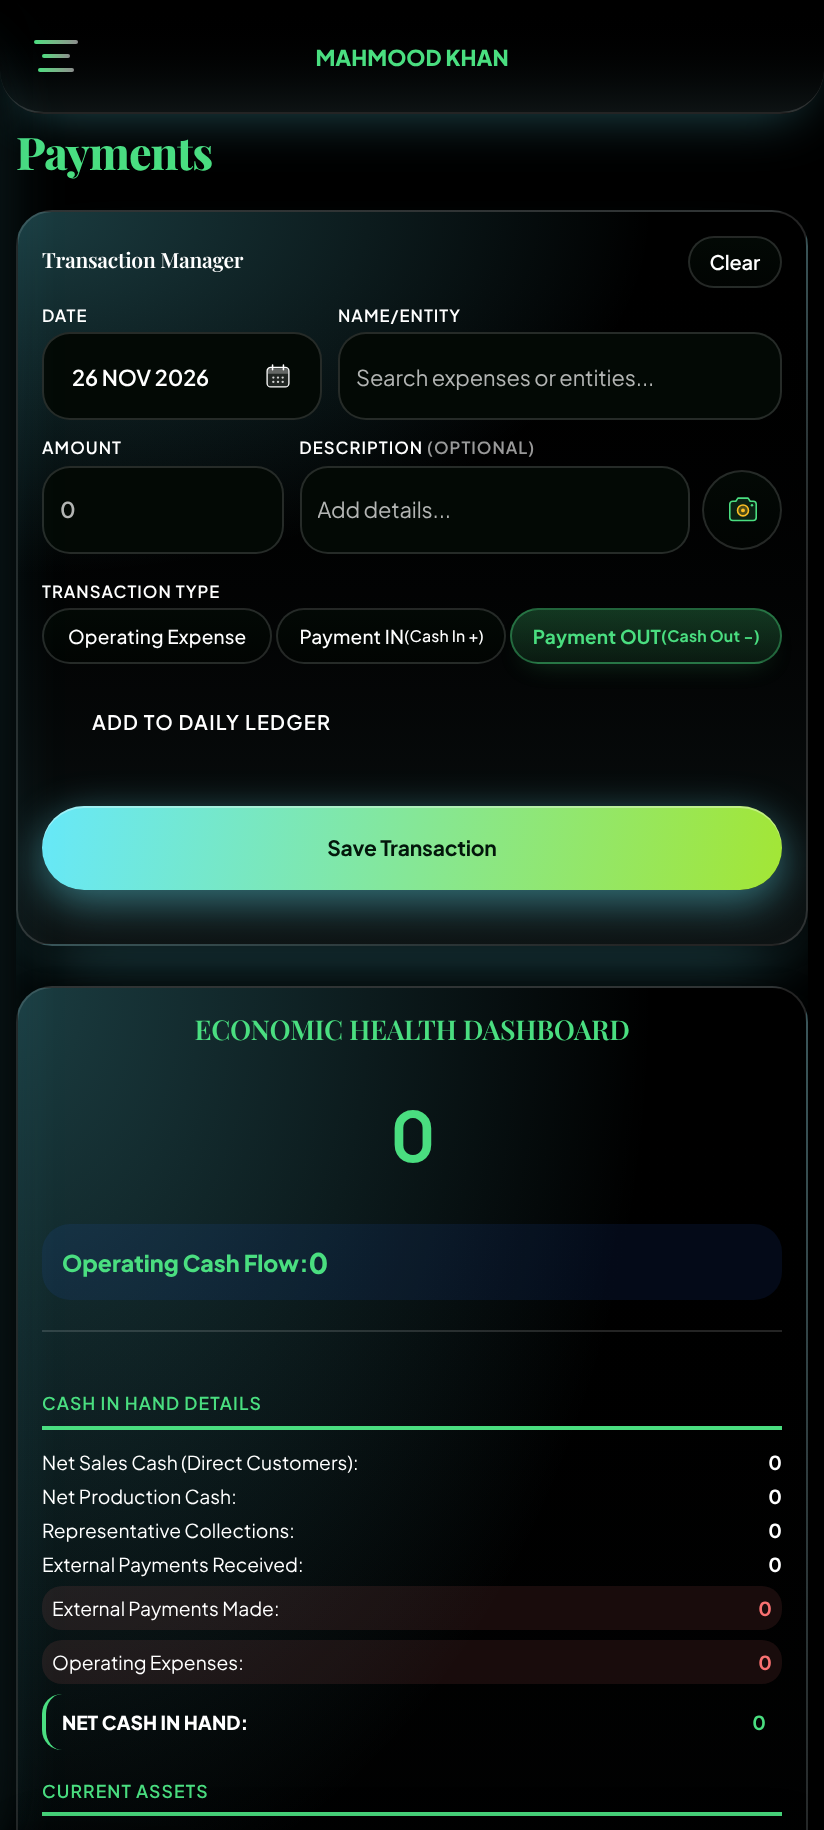 MAHMOOD KHAN
Payments
Transaction Manager
Clear
DATE
NAME/ENTITY
26 NOV 2026
Search expenses or entities...
AMOUNT
DESCRIPTION (OPTIONAL)
0
Add details...
TRANSACTION TYPE
Operating Expense
Payment IN(Cash In +)
Payment OUT(Cash Out -)
ADD TO DAILY LEDGER
Save Transaction
ECONOMIC HEALTH DASHBOARD
0
Operating Cash Flow:0
CASH IN HAND DETAILS
Net Sales Cash (Direct Customers): 0
Net Production Cash: 0
Representative Collections: 0
External Payments Received: 0
External Payments Made: 0
Operating Expenses: 0
NET CASH IN HAND: 0
CURRENT ASSETS